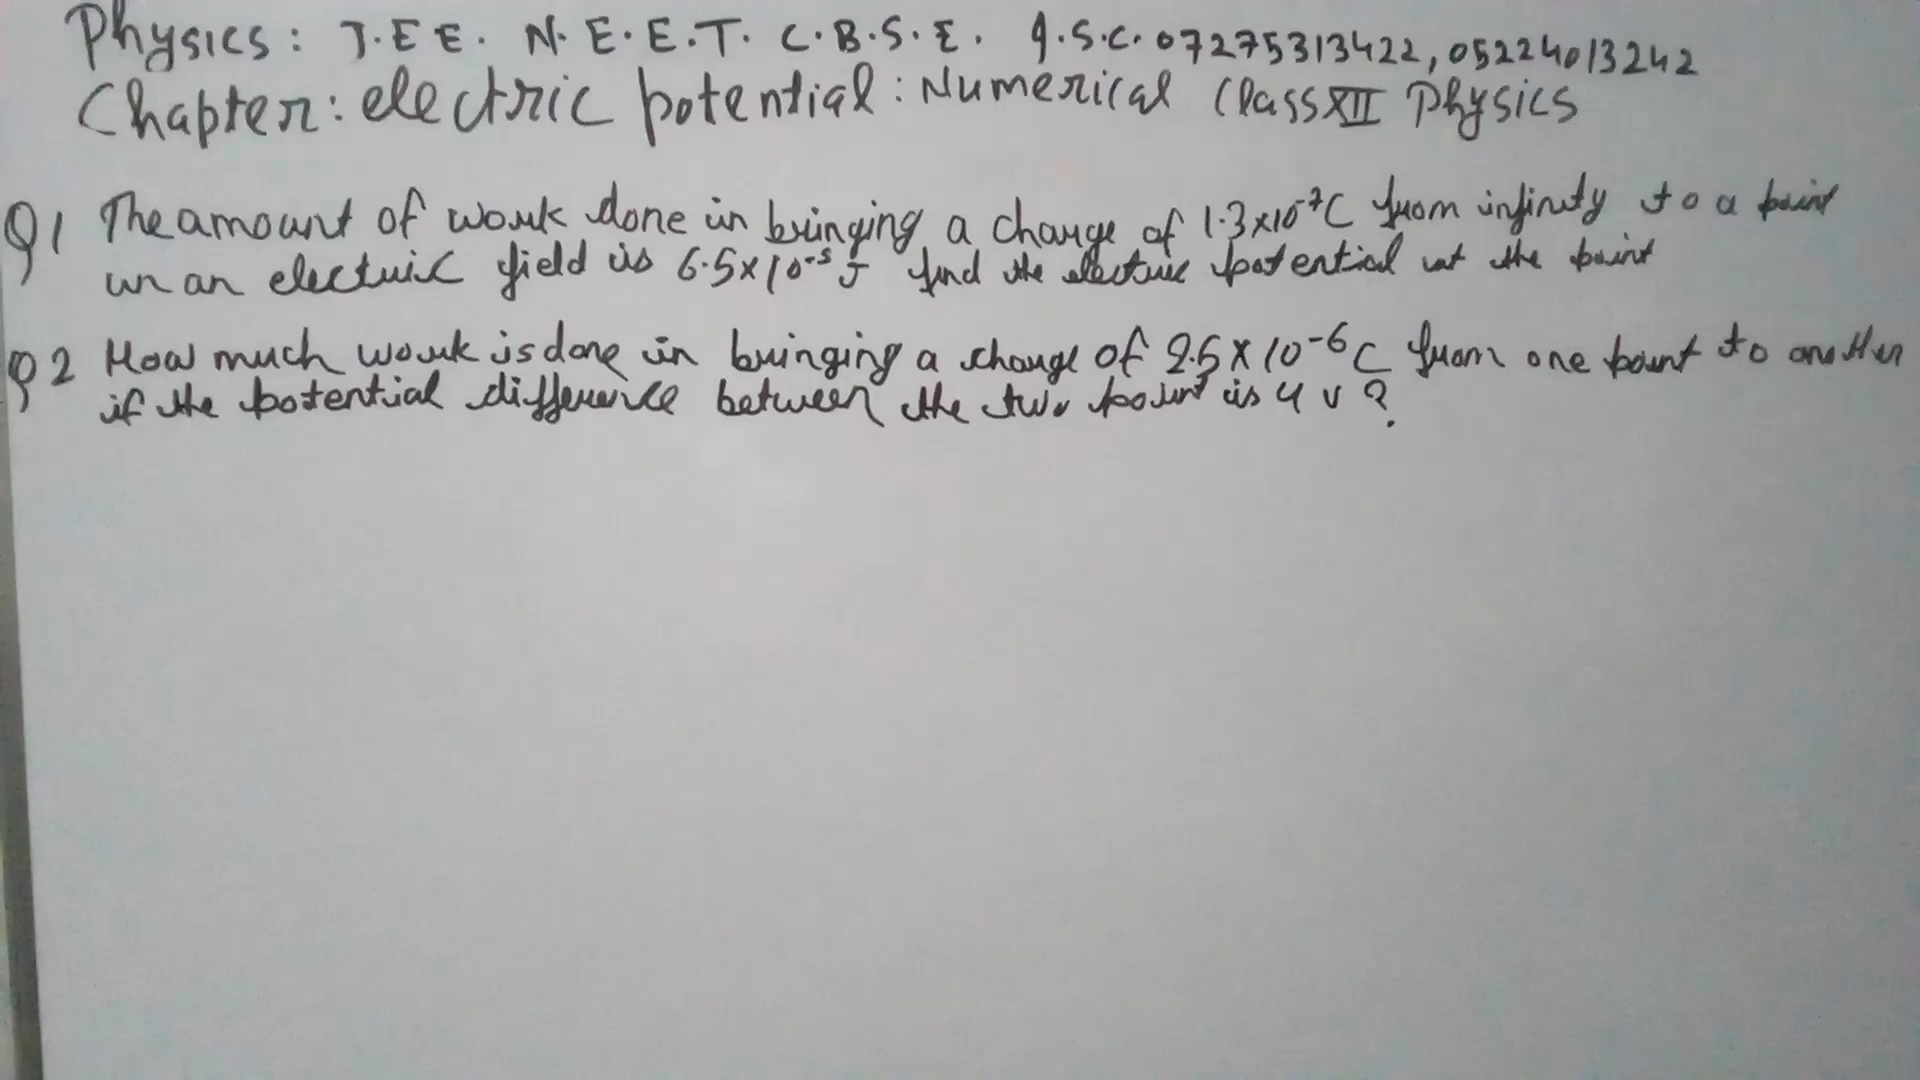 Physics: J.E E. N.E.E.T. C.B.S.E. I.S.C. 07275313422, 05224013242
Chapter: electric potential: Numerical Class XII Physics
Q1 The amount of work done in bringing a charge of 1.3×10⁻⁷C from infinity to a point
in an electric field is 6.5×10⁻⁵ J find the electric potential at the point
Q2 How much work is done in bringing a charge of 2.5 × 10⁻⁶ C from one point to another
if the potential difference between the two point is 4 v ?